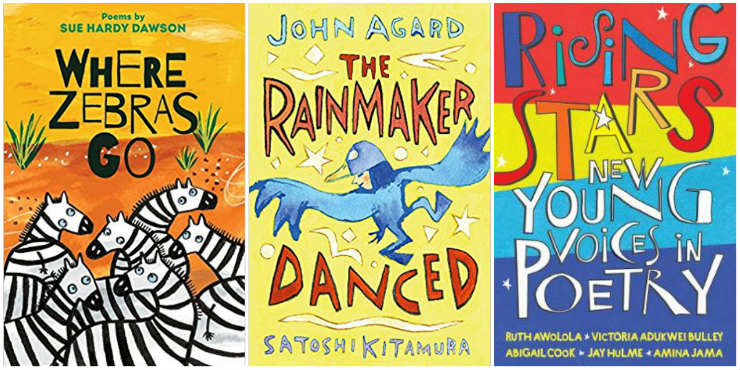 Poems by
SUE HARDY DAWSON
WHERE
ZEBRAS
GO
JOHN AGARD
THE
RAINMAKER
DANCED
SATOSHI KITAMURA
RiSiNG
STARS
NEW
YOUNG
VOiCES iN
POETRY
RUTH AWOLOLA ★ VICTORIA ADUKWEI BULLEY
ABIGAIL COOK ★ JAY HULME ★ AMINA JAMA